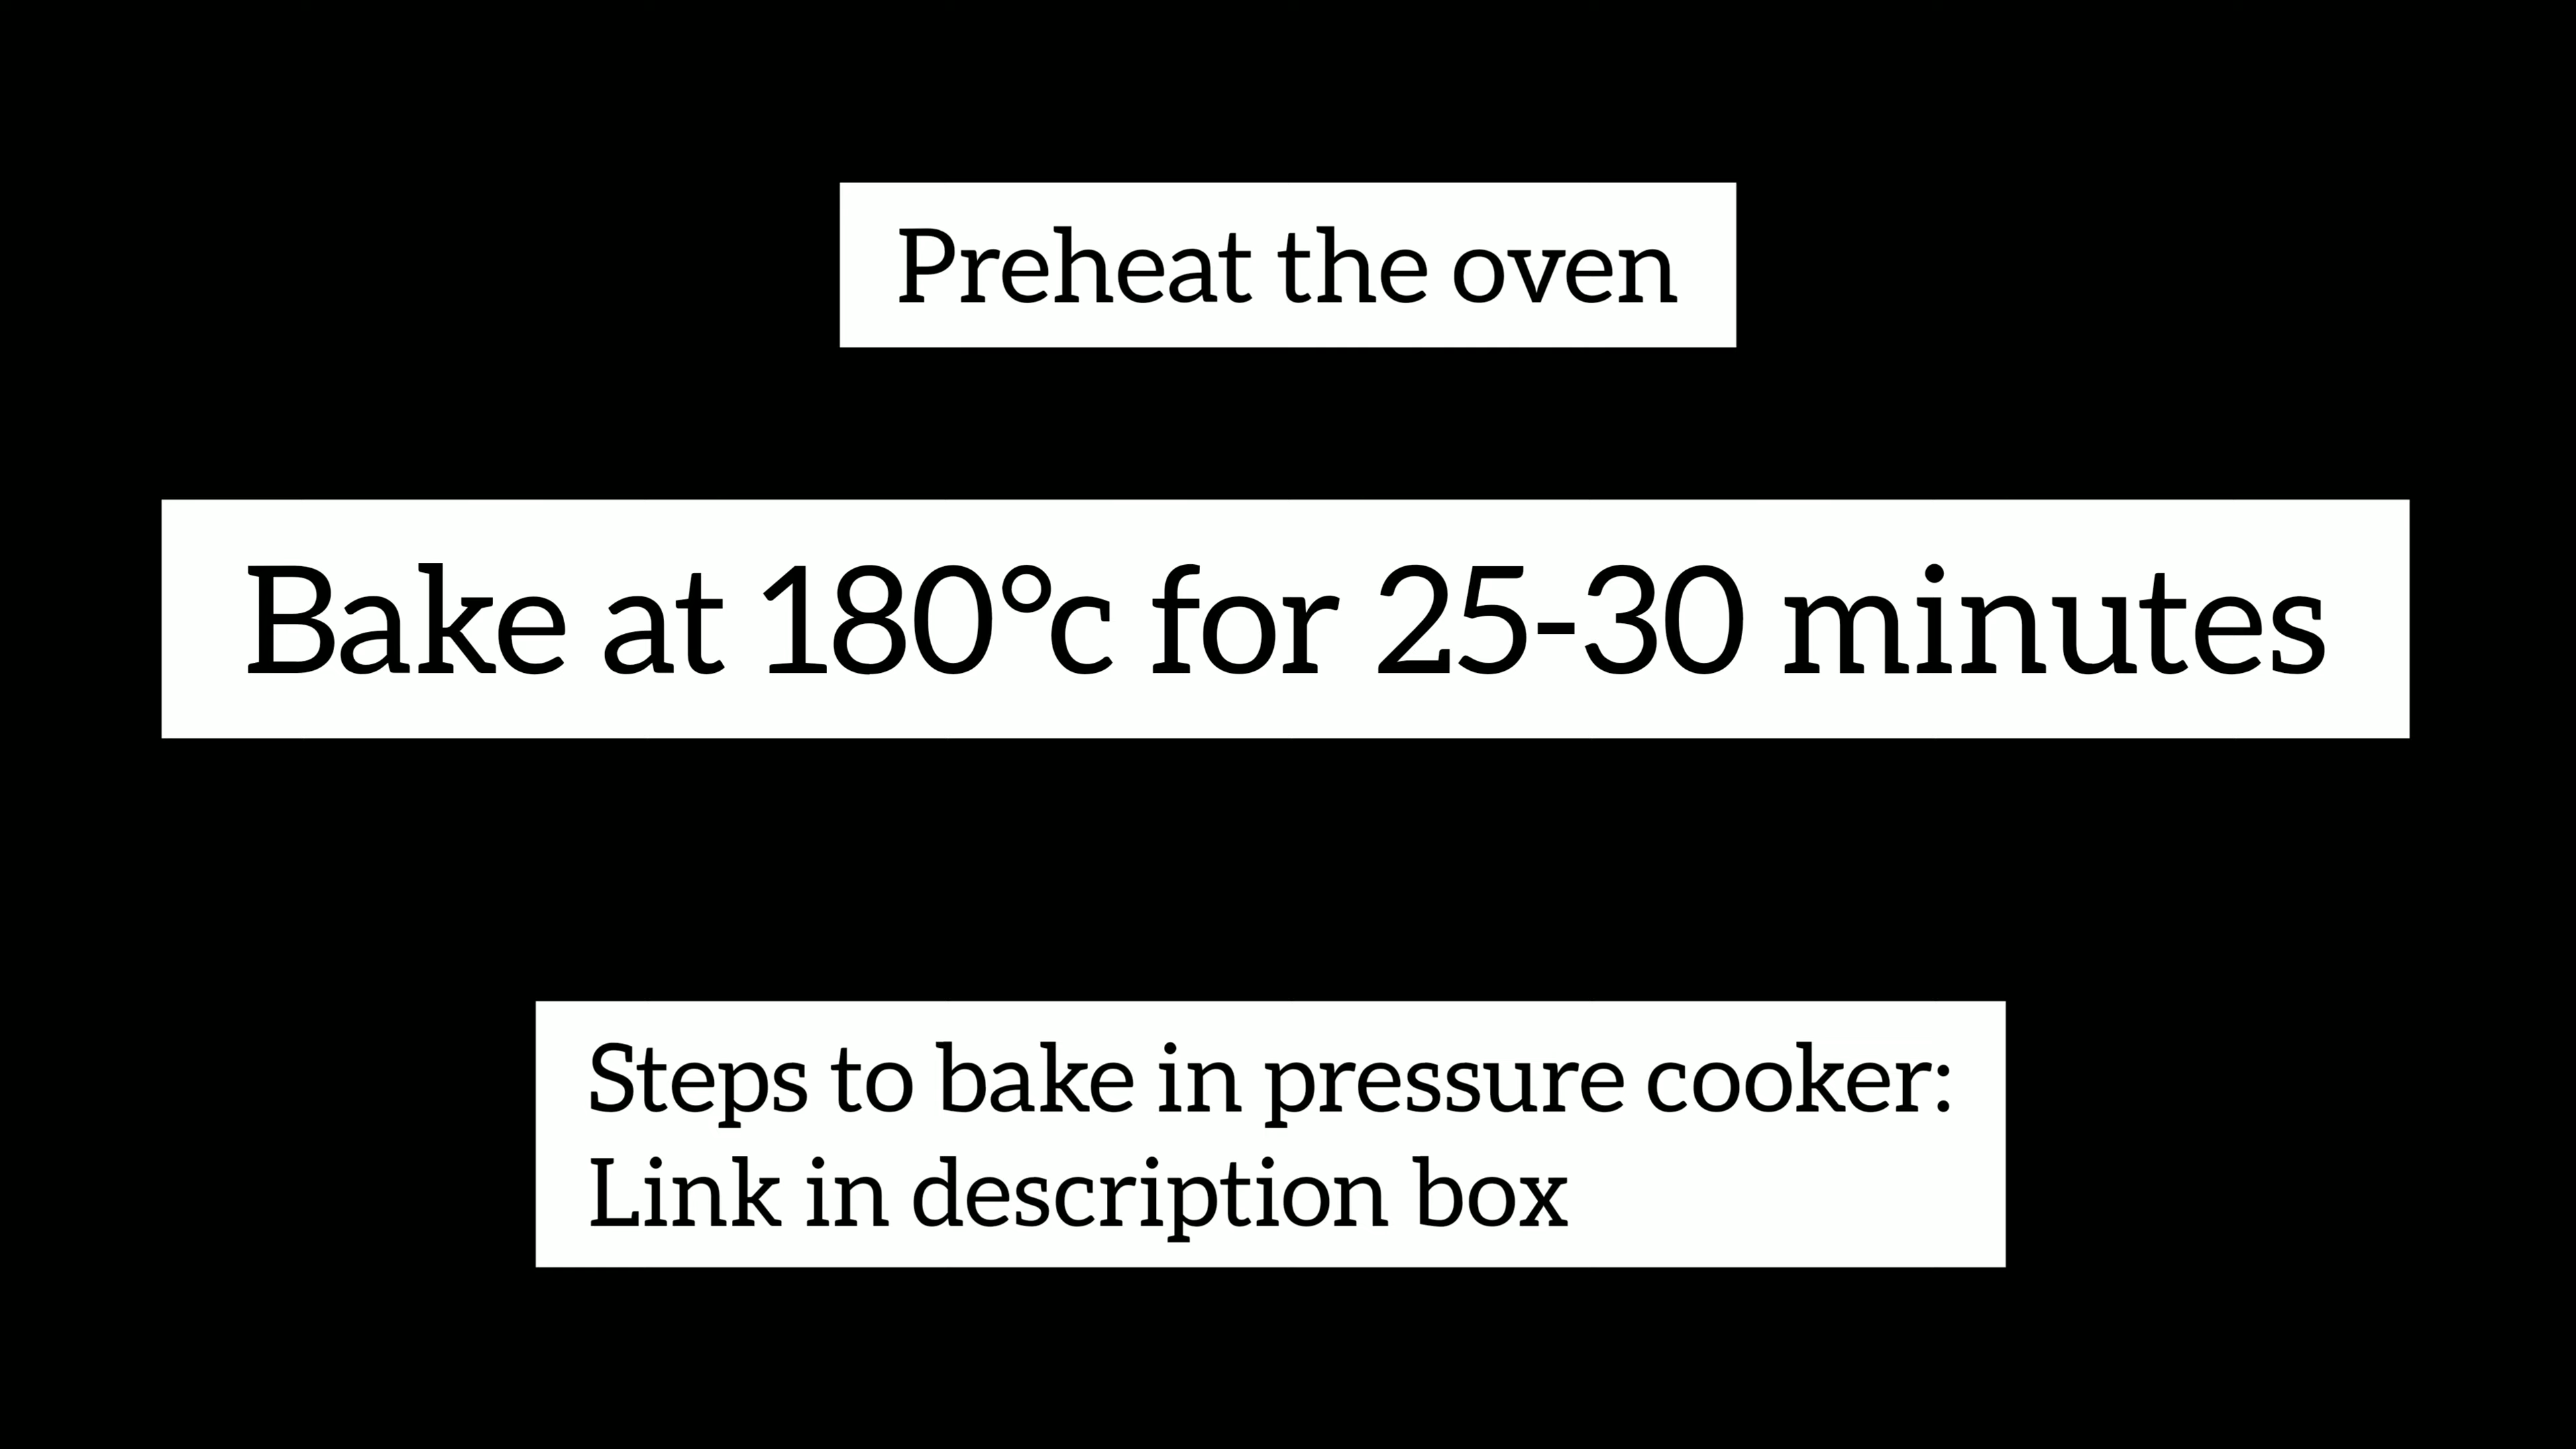 Preheat the oven
Bake at 180°c for 25-30 minutes
Steps to bake in pressure cooker:
Link in description box